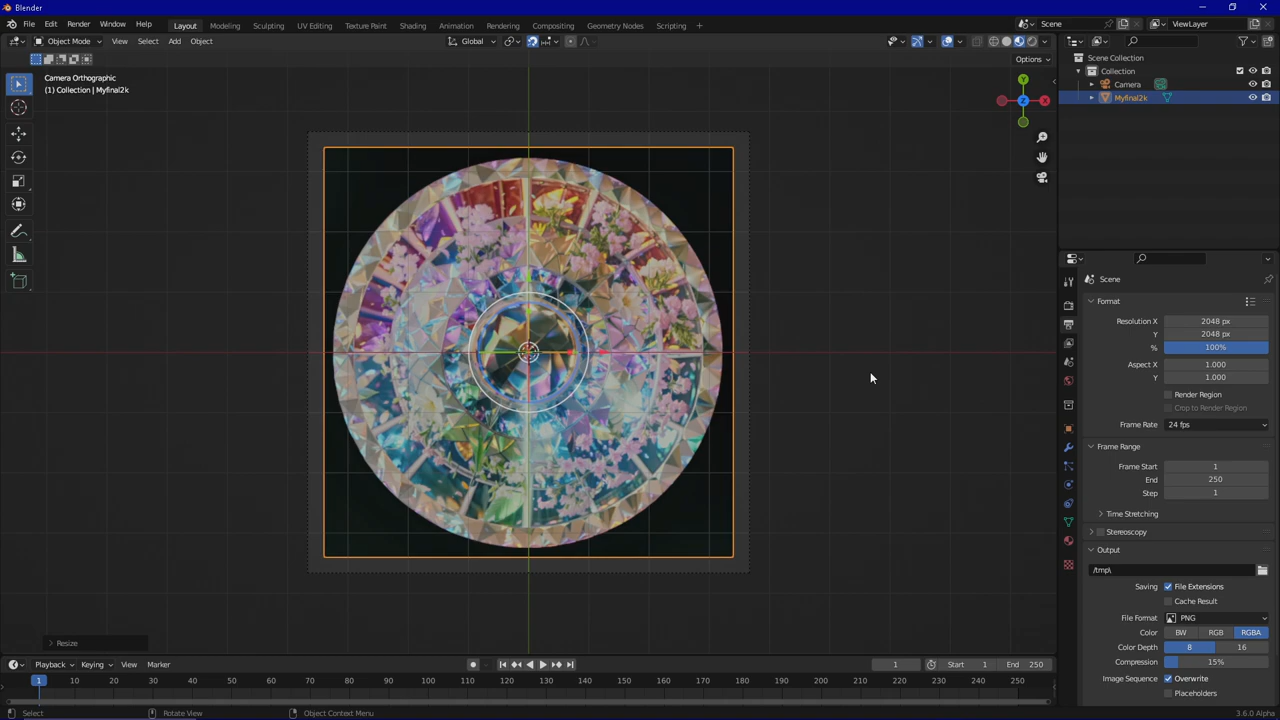 Blender
File Edit Render Window Help Layout Modeling Sculpting UV Editing Texture Paint Shading Animation Rendering Compositing Geometry Nodes Scripting + Scene ViewLayer
Object Mode View Select Add Object Global
Options
Camera Orthographic
(1) Collection | Myfinal2k
Y
Z
X
Scene Collection
Collection
Camera
Myfinal2k
Scene
Format
Resolution X 2048 px
Y 2048 px
% 100%
Aspect X 1.000
Y 1.000
Render Region
Crop to Render Region
Frame Rate 24 fps
Frame Range
Frame Start 1
End 250
Step 1
Time Stretching
Stereoscopy
Output
/tmp\
Saving File Extensions
Cache Result
File Format PNG
Color BW RGB RGBA
Color Depth 8 16
Compression 15%
Image Sequence Overwrite
Placeholders
Resize
Playback Keying View Marker 1 Start 1 End 250
1 10 20 30 40 50 60 70 80 90 100 110 120 130 140 150 160 170 180 190 200 210 220 230 240 250
Select Rotate View Object Context Menu 3.6.0 Alpha